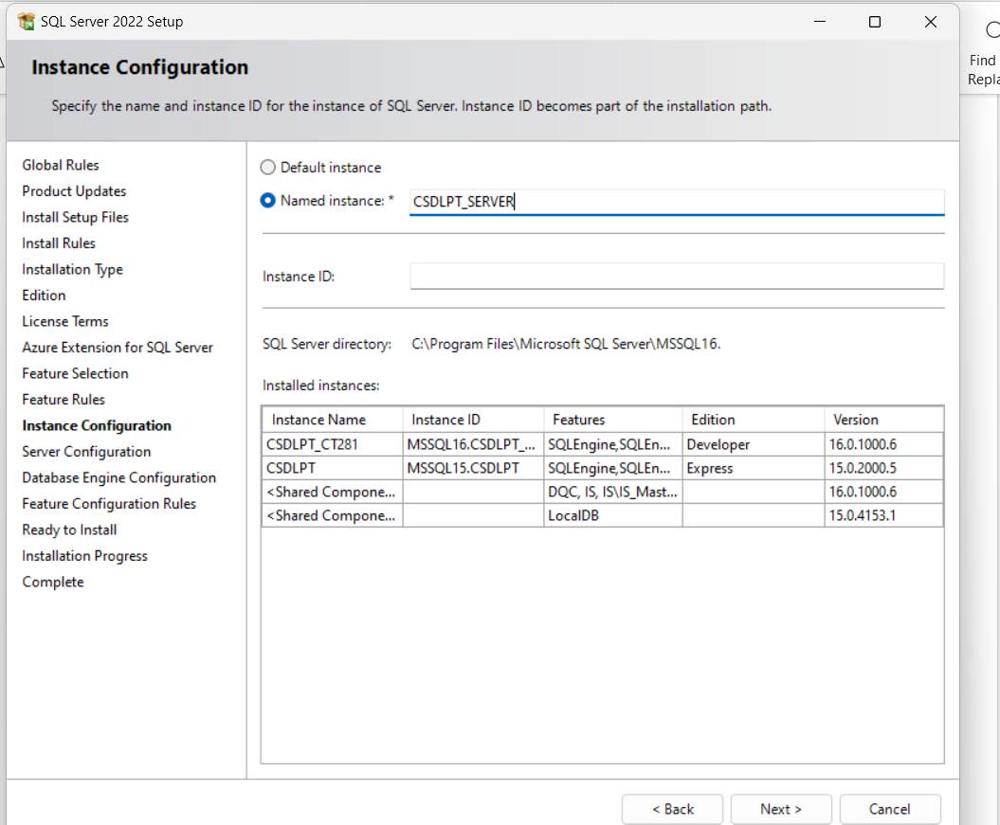 SQL Server 2022 Setup
Find
Repla
Instance Configuration
Specify the name and instance ID for the instance of SQL Server. Instance ID becomes part of the installation path.
Global Rules
Product Updates
Install Setup Files
Install Rules
Installation Type
Edition
License Terms
Azure Extension for SQL Server
Feature Selection
Feature Rules
Instance Configuration
Server Configuration
Database Engine Configuration
Feature Configuration Rules
Ready to Install
Installation Progress
Complete
Default instance
Named instance: * CSDLPT_SERVER
Instance ID:
SQL Server directory: C:\Program Files\Microsoft SQL Server\MSSQL16.
Installed instances:
Instance Name Instance ID Features Edition Version
CSDLPT_CT281 MSSQL16.CSDLPT_... SQLEngine,SQLEn... Developer 16.0.1000.6
CSDLPT MSSQL15.CSDLPT SQLEngine,SQLEn... Express 15.0.2000.5
<Shared Compone... DQC, IS, IS\IS_Mast... 16.0.1000.6
<Shared Compone... LocalDB 15.0.4153.1
< Back Next > Cancel